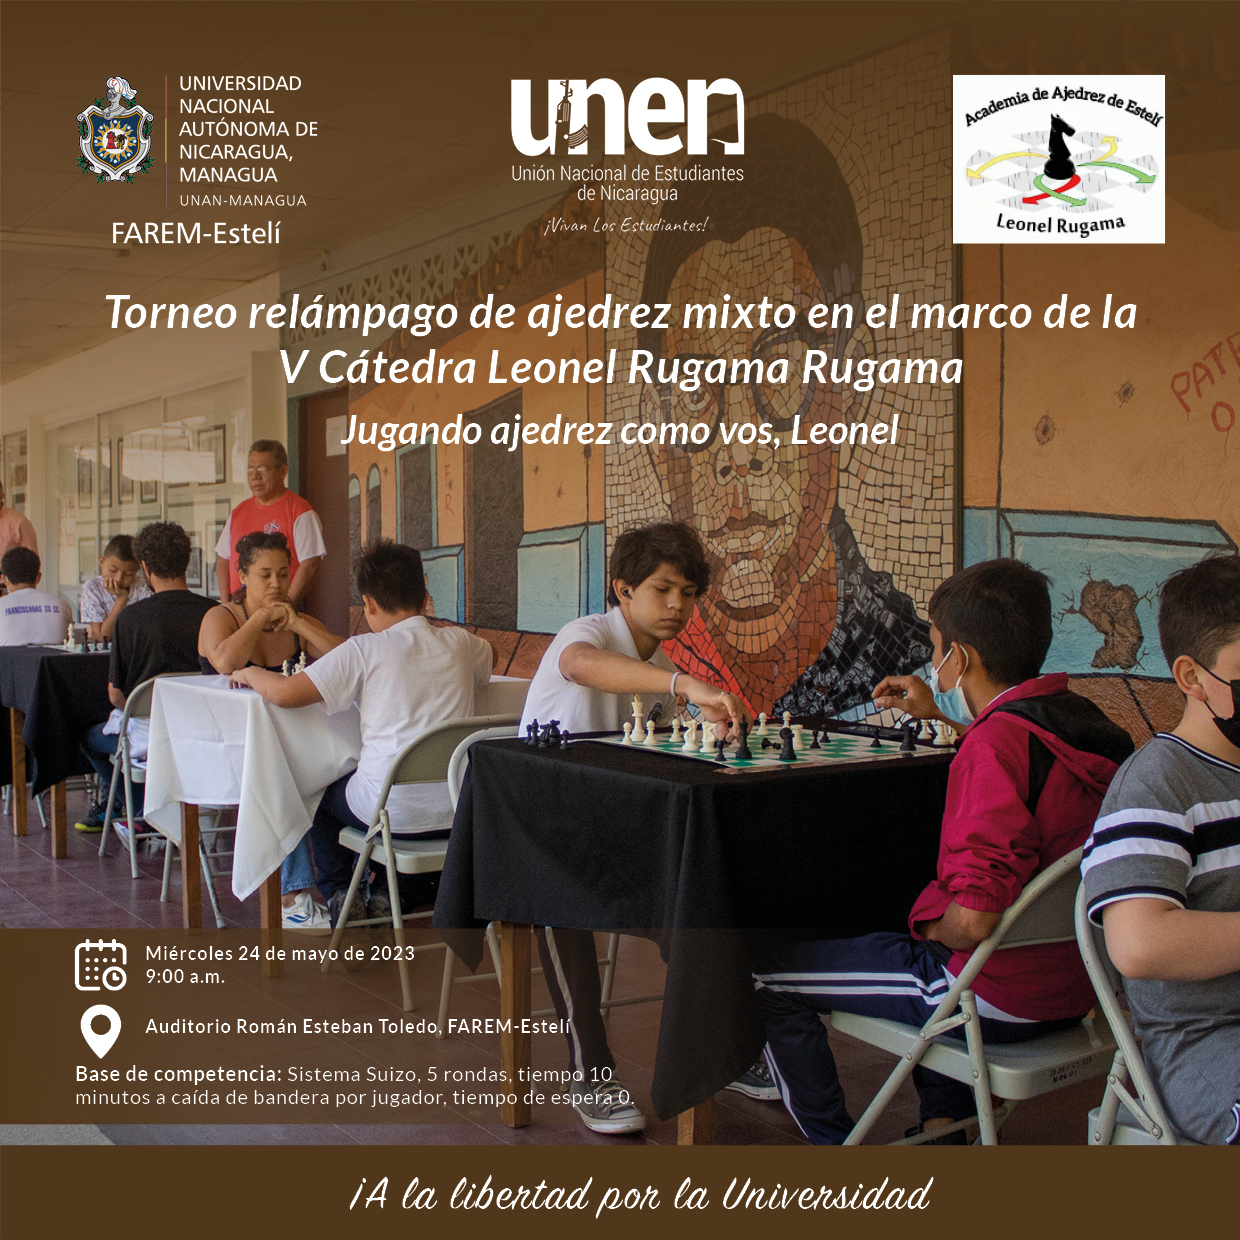 UNIVERSIDAD
NACIONAL
AUTÓNOMA DE
NICARAGUA,
MANAGUA
UNAN-MANAGUA
FAREM-Estelí
unen
Unión Nacional de Estudiantes
de Nicaragua
¡Vivan Los Estudiantes!
Academia de Ajedrez de Estelí
Leonel Rugama
Torneo relámpago de ajedrez mixto en el marco de la
V Cátedra Leonel Rugama Rugama
Jugando ajedrez como vos, Leonel
PATR
O
FRANCISCANAS SS CC
Miércoles 24 de mayo de 2023
9:00 a.m.
Auditorio Román Esteban Toledo, FAREM-Estelí
Base de competencia: Sistema Suizo, 5 rondas, tiempo 10
minutos a caída de bandera por jugador, tiempo de espera 0.
¡A la libertad por la Universidad